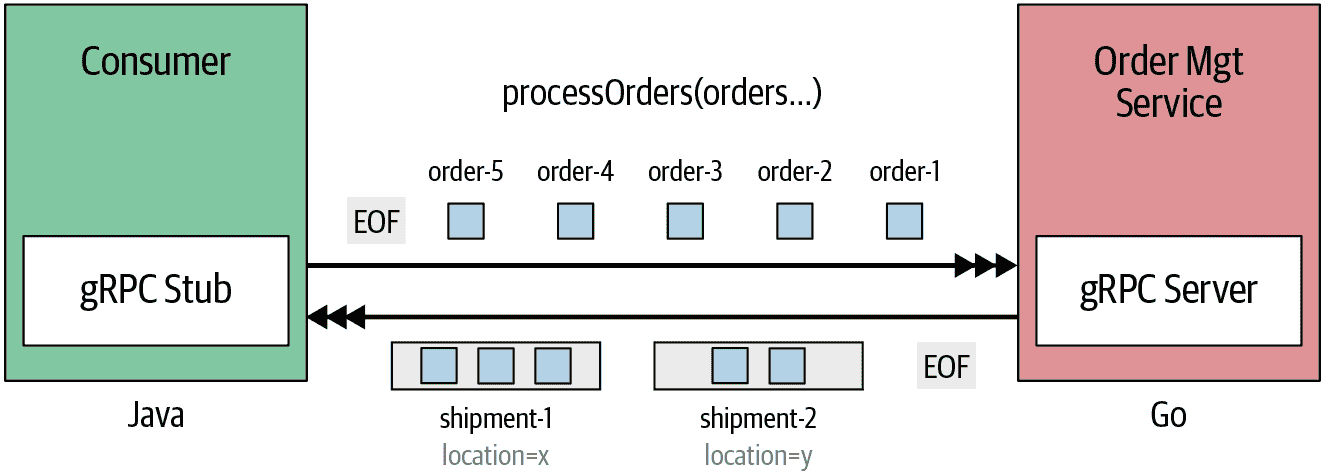 Consumer
Order Mgt
Service
processOrders(orders...)
order-5 order-4 order-3 order-2 order-1
EOF
gRPC Stub
gRPC Server
EOF
shipment-1 shipment-2
location=x location=y
Java
Go